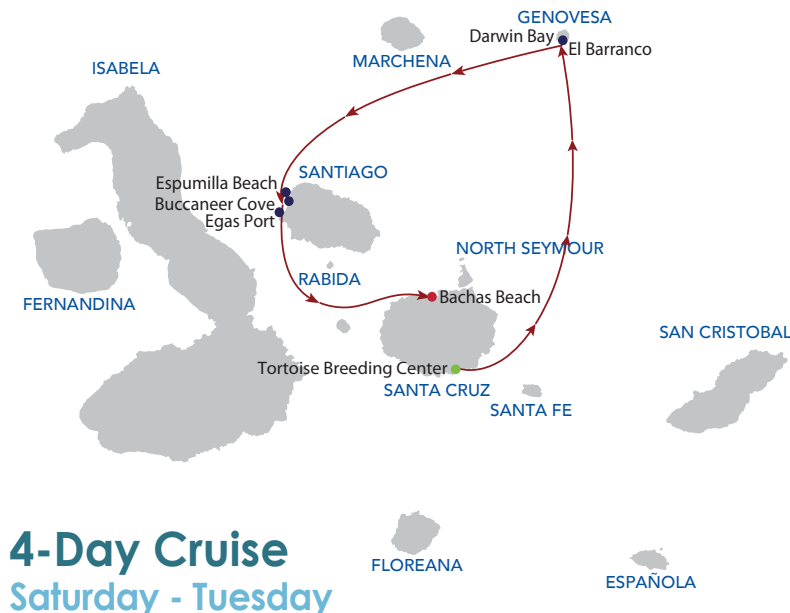 GENOVESA
Darwin Bay
El Barranco
MARCHENA
ISABELA
SANTIAGO
Espumilla Beach
Buccaneer Cove
Egas Port
NORTH SEYMOUR
RABIDA
Bachas Beach
FERNANDINA
SAN CRISTOBAL
Tortoise Breeding Center
SANTA CRUZ
SANTA FE
4-Day Cruise
FLOREANA
ESPAÑOLA
Saturday - Tuesday